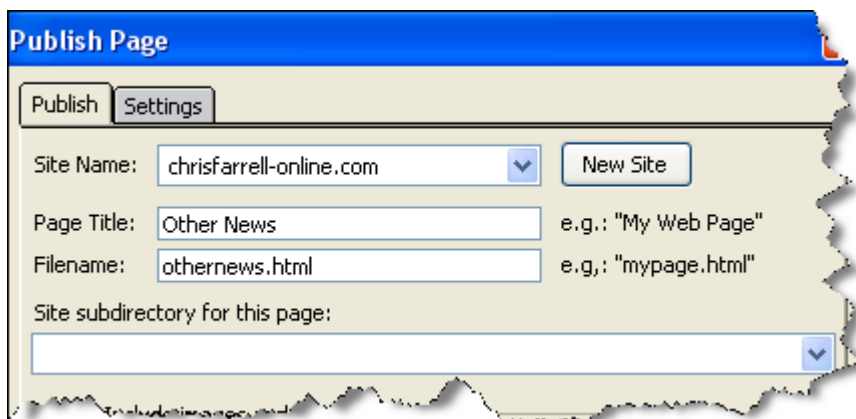 Publish Page
Publish Settings
Site Name: chrisfarrell-online.com New Site
Page Title: Other News e.g.: "My Web Page"
Filename: othernews.html e.g,: "mypage.html"
Site subdirectory for this page: